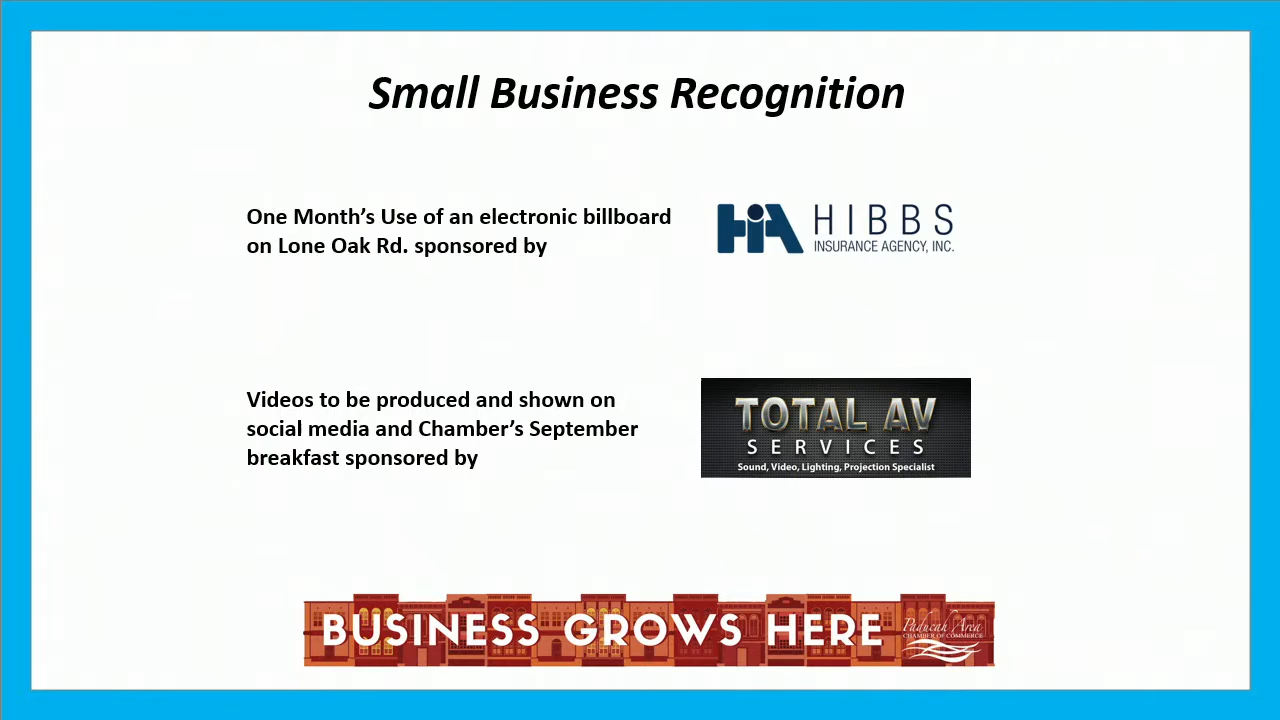 Small Business Recognition
One Month’s Use of an electronic billboard
on Lone Oak Rd. sponsored by
HIA HIBBS
INSURANCE AGENCY, INC.
Videos to be produced and shown on
social media and Chamber’s September
breakfast sponsored by
TOTAL AV
SERVICES
Sound, Video, Lighting, Projection Specialist
BUSINESS GROWS HERE
Paducah Area
CHAMBER OF COMMERCE